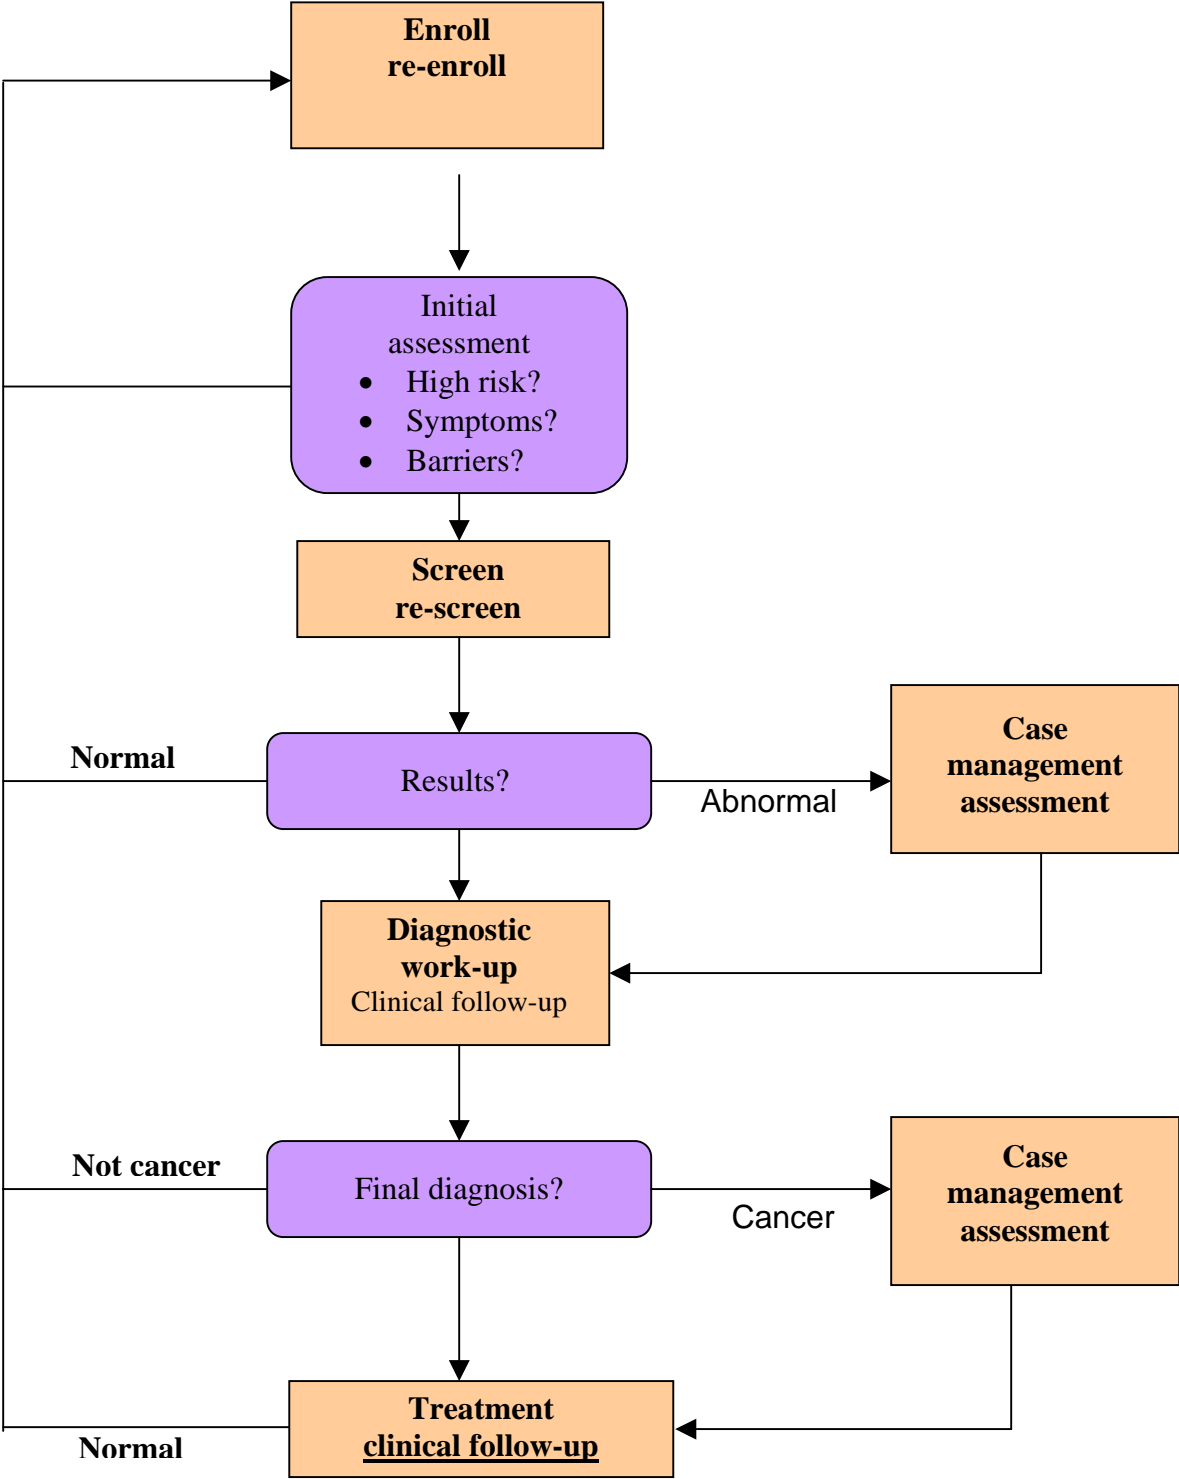 Enroll
re-enroll
Initial
assessment
• High risk?
• Symptoms?
• Barriers?
Screen
re-screen
Normal
Results?
Abnormal
Case
management
assessment
Diagnostic
work-up
Clinical follow-up
Not cancer
Final diagnosis?
Cancer
Case
management
assessment
Treatment
clinical follow-up
Normal